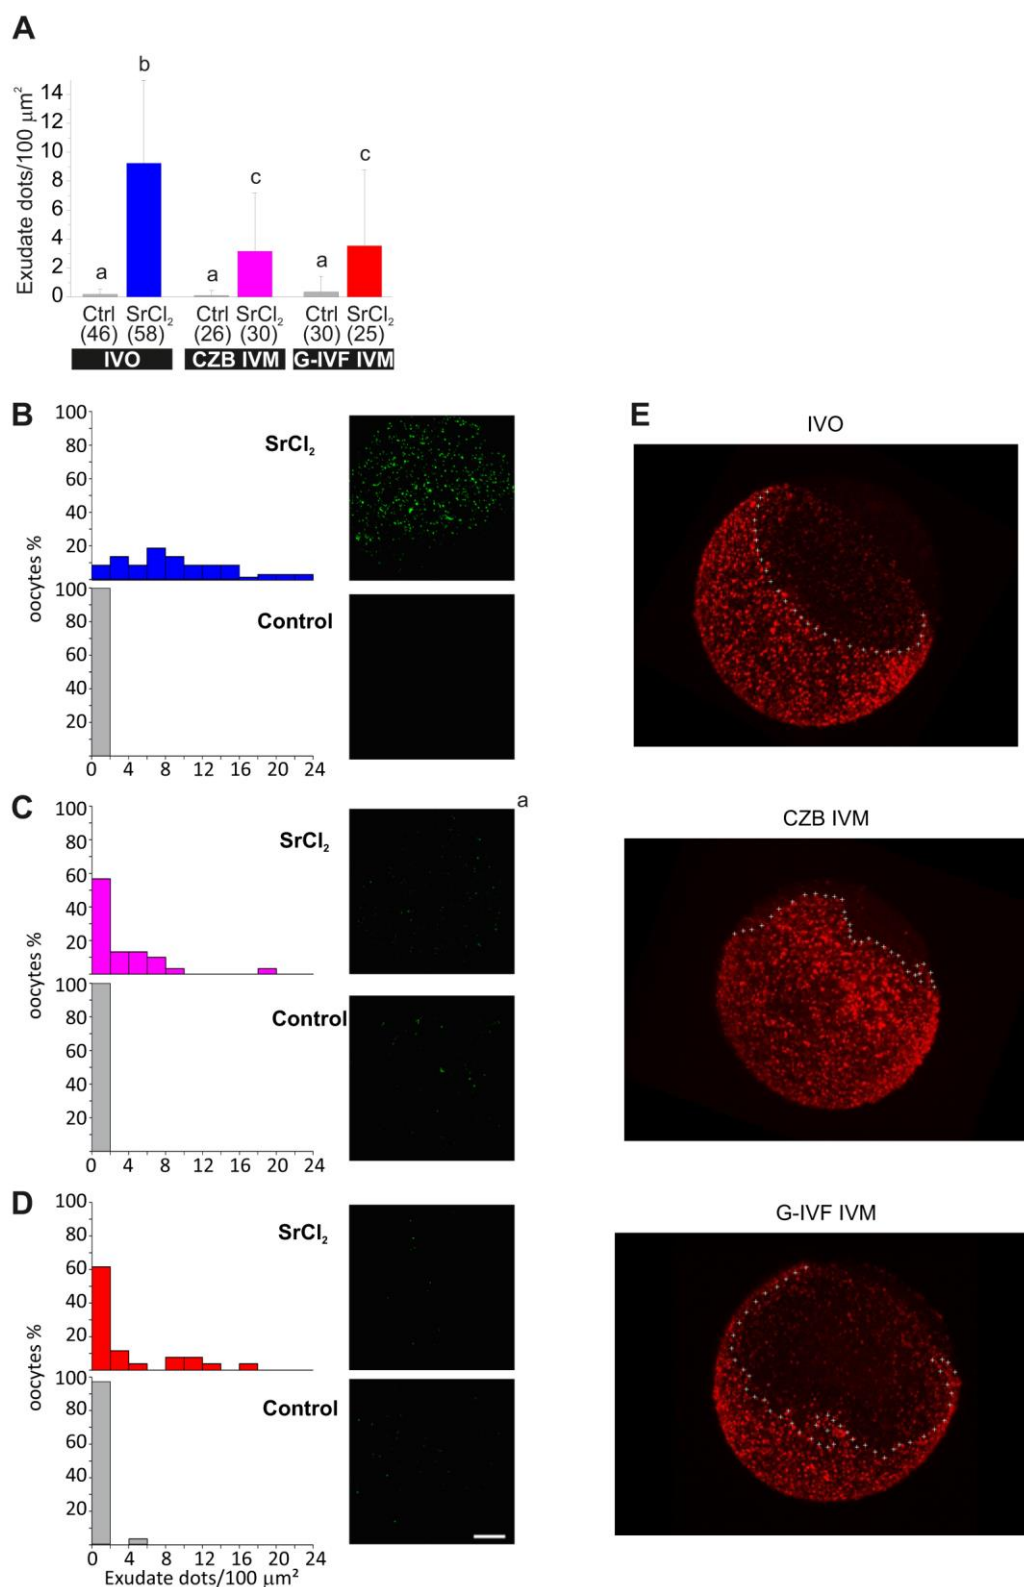 A
b
14
12
10
8
6
4
2
0
Exudate dots/100 µm²
a
a
c
a
c
Ctrl SrCl₂ Ctrl SrCl₂ Ctrl SrCl₂
(46) (58) (26) (30) (30) (25)
IVO CZB IVM G-IVF IVM
B
100
80
60
40
20
SrCl₂
oocytes %
100
80
60
40
20
Control
0 4 8 12 16 20 24
C
100
80
60
40
20
SrCl₂
a
oocytes %
100
80
60
40
20
Control
0 4 8 12 16 20 24
D
100
80
60
40
20
SrCl₂
oocytes %
100
80
60
40
20
Control
0 4 8 12 16 20 24
Exudate dots/100 µm²
E
IVO
CZB IVM
G-IVF IVM